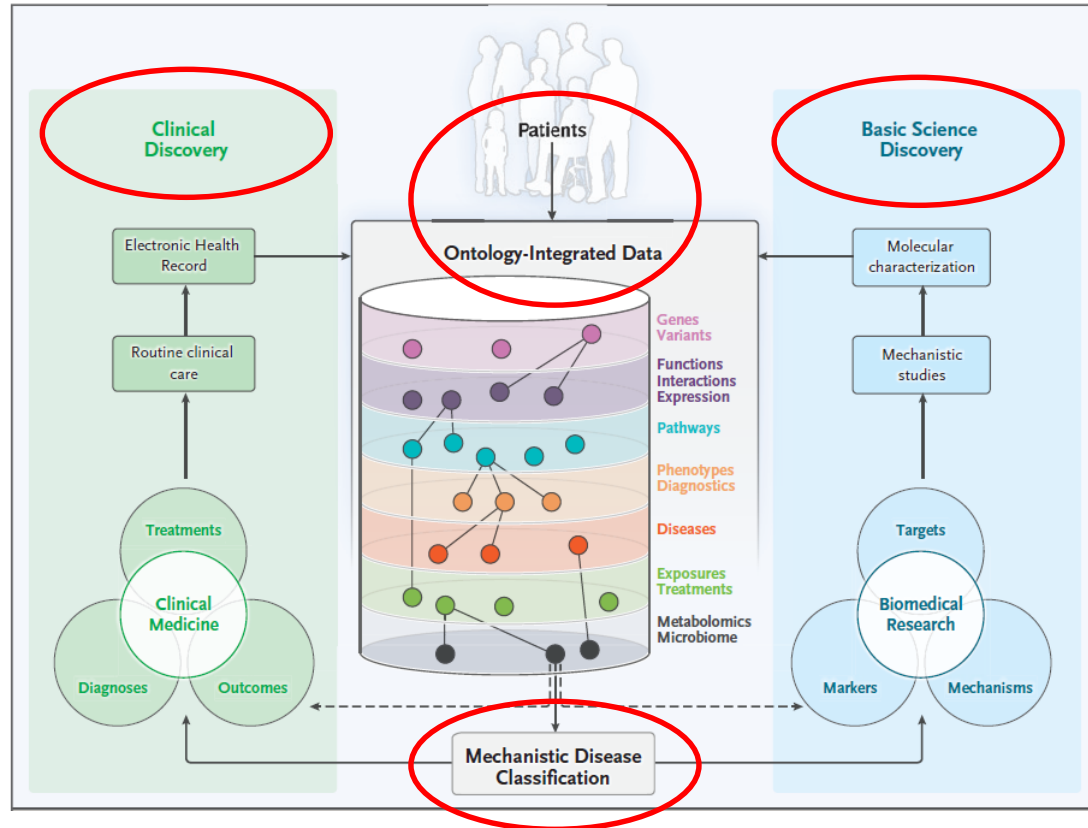 Clinical
Discovery
Electronic Health
Record
Routine clinical
care
Treatments
Clinical
Medicine
Diagnoses
Outcomes
Patients
Ontology-Integrated Data
Genes
Variants
Functions
Interactions
Expression
Pathways
Phenotypes
Diagnostics
Diseases
Exposures
Treatments
Metabolomics
Microbiome
Mechanistic Disease
Classification
Basic Science
Discovery
Molecular
characterization
Mechanistic
studies
Targets
Biomedical
Research
Markers
Mechanisms